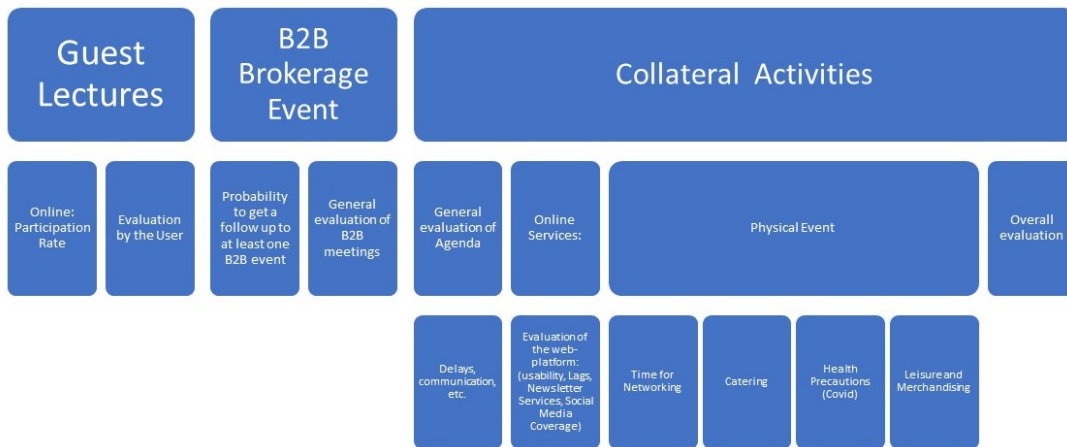 Guest
Lectures
B2B
Brokerage
Event
Collateral Activities
Online:
Participation
Rate
Evaluation
by the User
Probability
to get a
follow up to
at least one
B2B event
General
evaluation of
B2B
meetings
General
evaluation of
Agenda
Online
Services:
Physical Event
Overall
evaluation
Delays,
communication,
etc.
Evaluation of
the web-
platform:
(usability, Lags,
Newsletter
Services, Social
Media
Coverage)
Time for
Networking
Catering
Health
Precautions
(Covid)
Leisure and
Merchandising